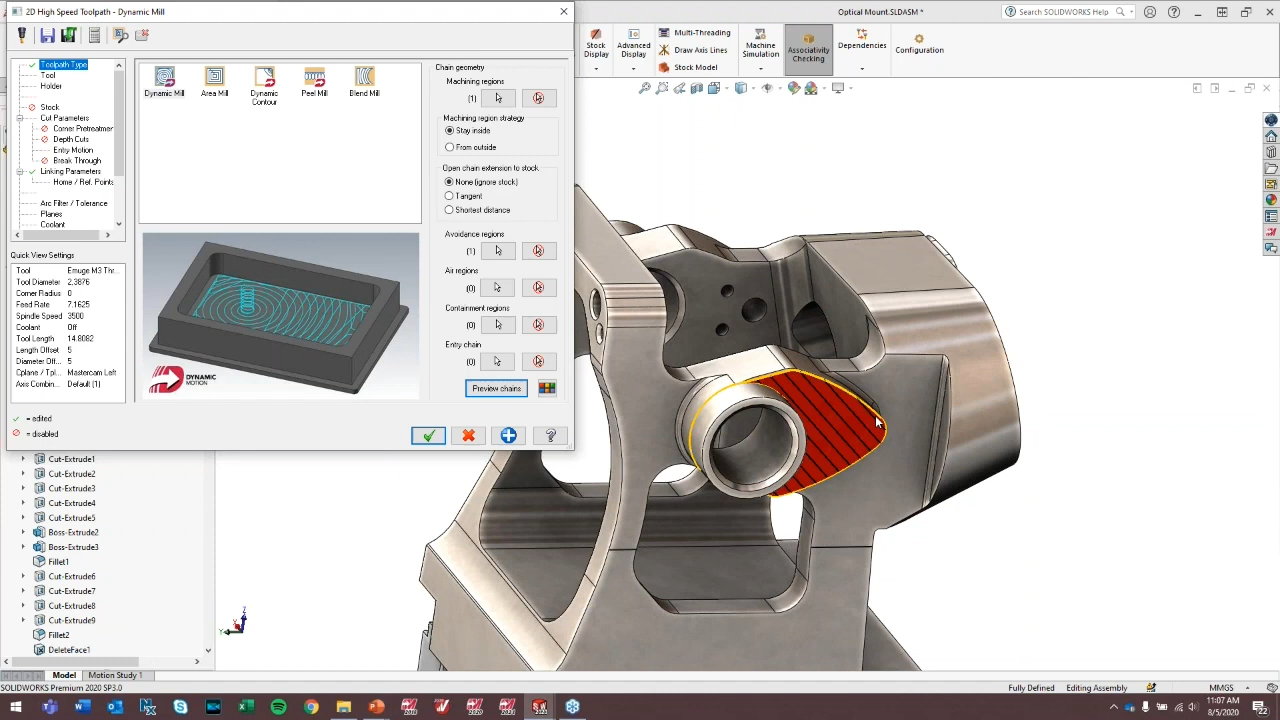 2D High Speed Toolpath - Dynamic Mill
Optical Mount.SLDASM *
Search SOLIDWORKS Help
Stock Display
Advanced Display
Multi-Threading
Draw Axis Lines
Stock Model
Machine Simulation
Associativity Checking
Dependencies
Configuration
Toolpath Type
Tool
Holder
Stock
Cut Parameters
Corner Pretreatmer
Depth Cuts
Entry Motion
Break Through
Linking Parameters
Home / Ref. Points
Arc Filter / Tolerance
Planes
Coolant
Dynamic Mill
Area Mill
Dynamic Contour
Peel Mill
Blend Mill
Chain geometry
Machining regions
(1)
Machining region strategy
Stay inside
From outside
Open chain extension to stock
None (ignore stock)
Tangent
Shortest distance
Avoidance regions
(1)
Air regions
(0)
Containment regions
(0)
Entry chain
(0)
Preview chains
DYNAMIC MOTION
Quick View Settings
Tool Emuge M3 Thr...
Tool Diameter 2.3876
Corner Radius 0
Feed Rate 7.1625
Spindle Speed 3500
Coolant Off
Tool Length 14.8082
Length Offset 5
Diameter Off... 5
Cplane / Tpl... Mastercam Left
Axis Combin... Default (1)
= edited
= disabled
Cut-Extrude1
Cut-Extrude2
Cut-Extrude3
Cut-Extrude4
Cut-Extrude5
Boss-Extrude2
Boss-Extrude3
Fillet1
Cut-Extrude6
Cut-Extrude7
Cut-Extrude8
Cut-Extrude9
Fillet2
DeleteFace1
Z
Y
Model
Motion Study 1
SOLIDWORKS Premium 2020 SP3.0
Fully Defined
Editing Assembly
MMGS
11:07 AM
8/5/2020